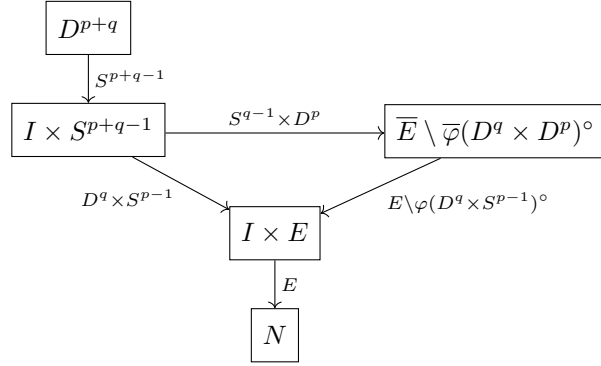 D^{p+q}
S^{p+q-1}
I × S^{p+q-1}
S^{q-1}×D^p
\overline{E} \ \overline{φ}(D^q × D^p)°
D^q×S^{p-1}
E\φ(D^q×S^{p-1})°
I × E
E
N